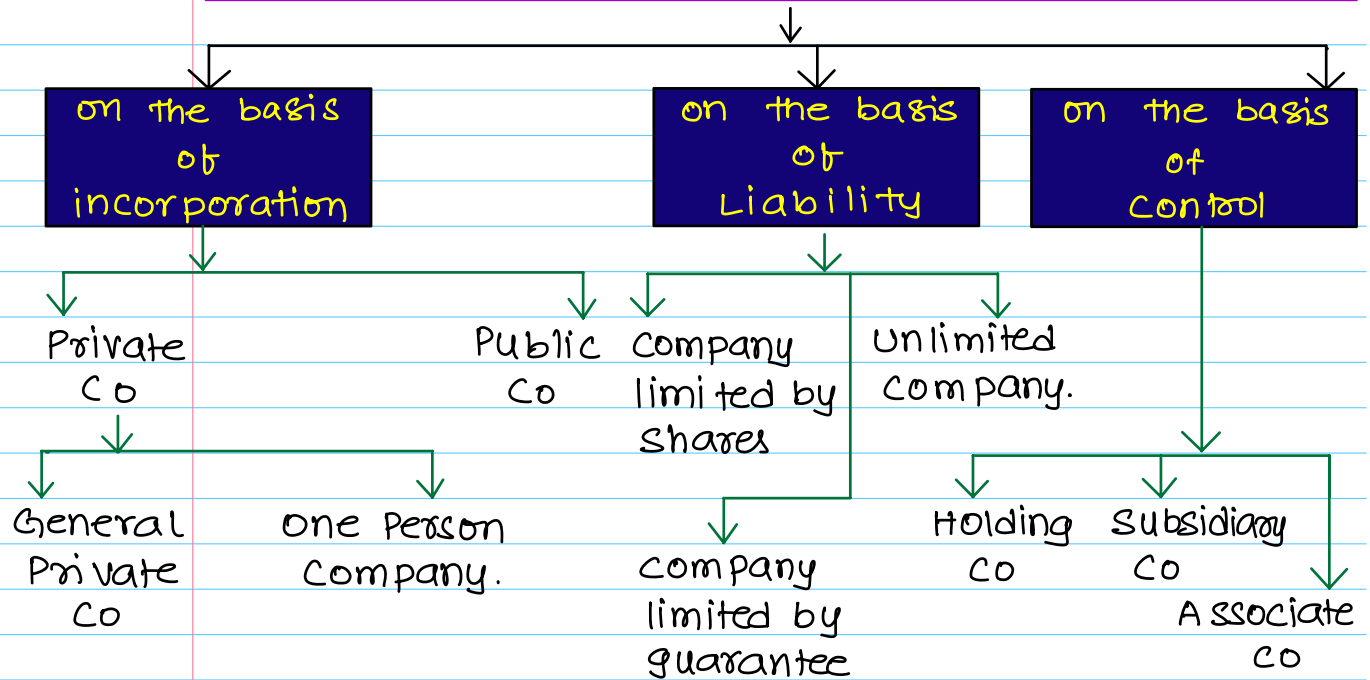 on the basis
of
incorporation
on the basis
of
Liability
on the basis
of
Control
Private
Co
Public
Co
Company
limited by
Shares
Unlimited
Company.
General
Private
Co
One Person
Company.
Company
limited by
guarantee
Holding
Co
Subsidiary
Co
Associate
Co